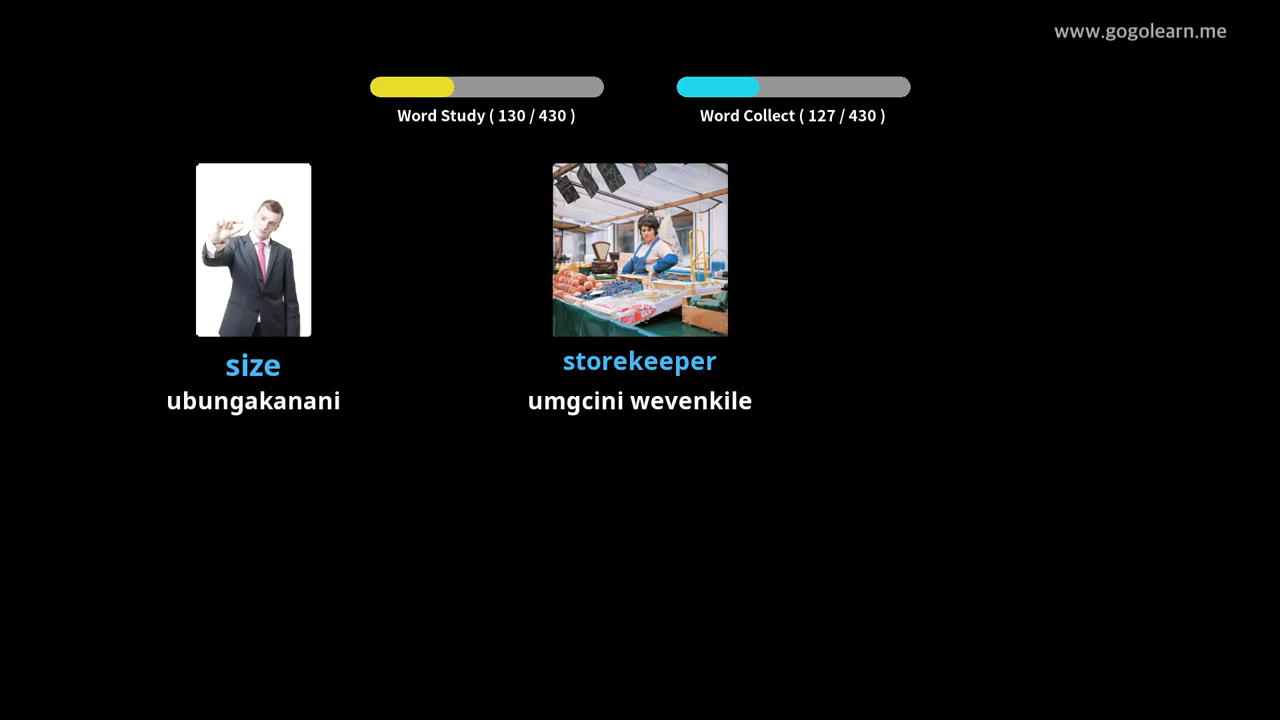 www.gogolearn.me
Word Study ( 130 / 430 )
Word Collect ( 127 / 430 )
size
ubungakanani
storekeeper
umgcini wevenkile